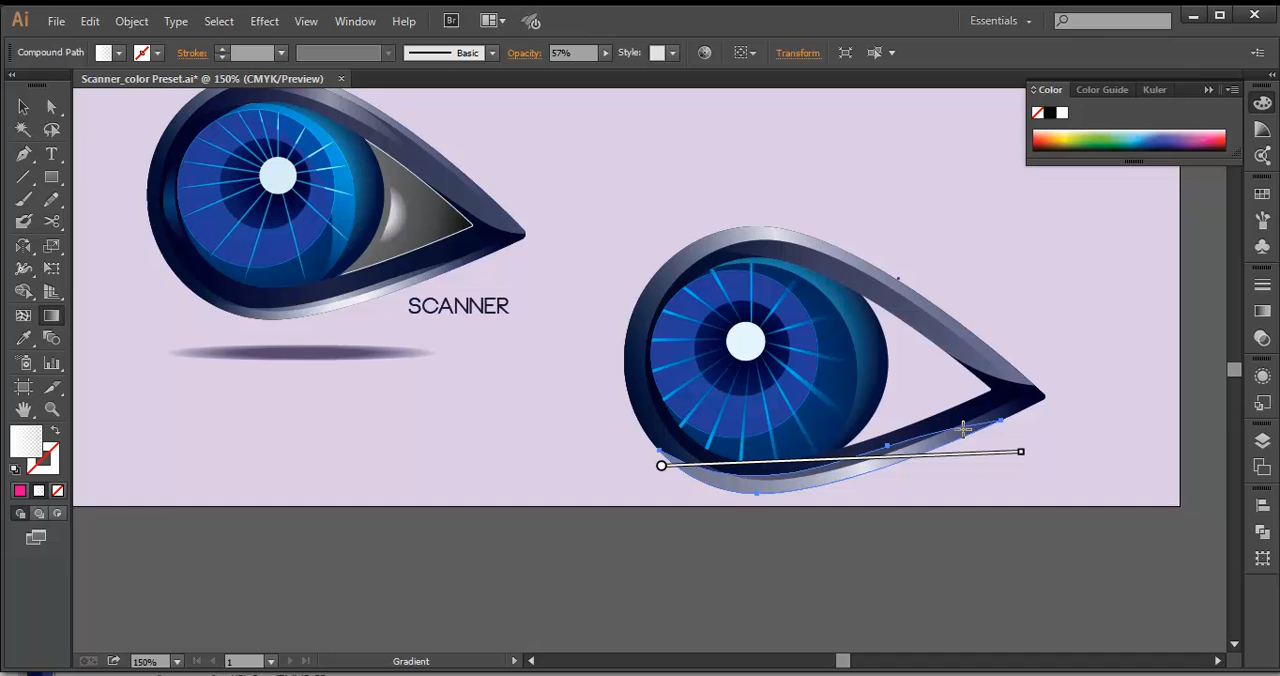 Ai File Edit Object Type Select Effect View Window Help Br Essentials
Compound Path Stroke: Basic Opacity: 57% Style: Transform
Scanner_color Preset.ai* @ 150% (CMYK/Preview)
Color Color Guide Kuler
T
SCANNER
150% 1 Gradient